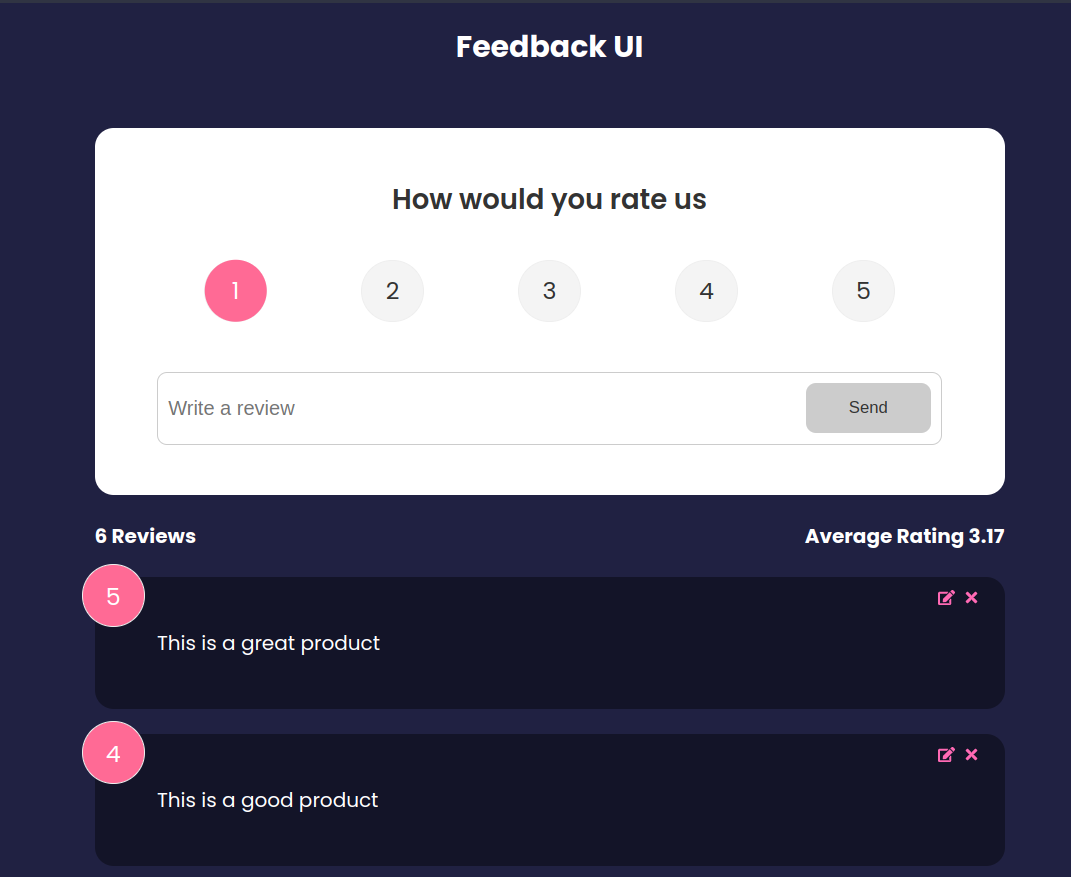 Feedback UI
How would you rate us
1 2 3 4 5
Write a review Send
6 Reviews Average Rating 3.17
5
This is a great product
4
This is a good product